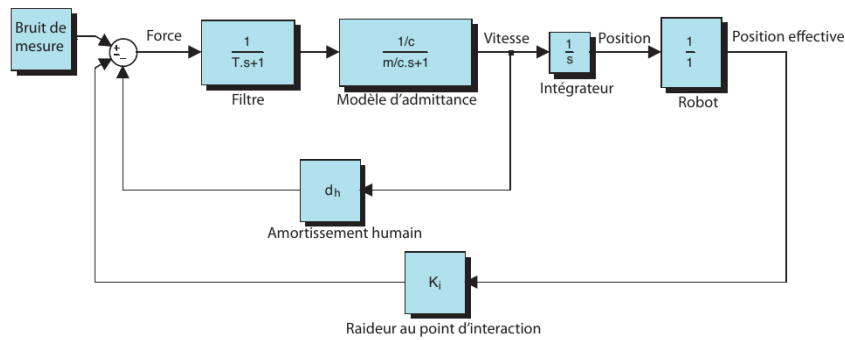 Bruit de
mesure
+
−
−
Force
1
T.s+1
Filtre
1/c
m/c.s+1
Modèle d'admittance
Vitesse
1
s
Intégrateur
Position
1
1
Robot
Position effective
dh
Amortissement humain
Ki
Raideur au point d'interaction